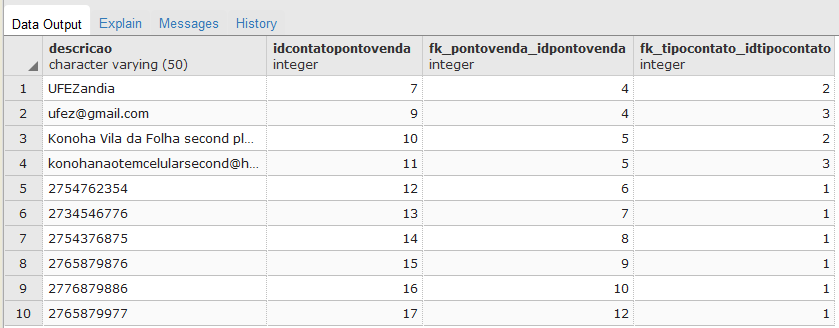 Data Output Explain Messages History
descricao idcontatopontovenda fk_pontovenda_idpontovenda fk_tipocontato_idtipocontato
character varying (50) integer integer integer
1 UFEZandia 7 4 2
2 ufez@gmail.com 9 4 3
3 Konoha Vila da Folha second pl... 10 5 2
4 konohanaotemcelularsecond@h... 11 5 3
5 2754762354 12 6 1
6 2734546776 13 7 1
7 2754376875 14 8 1
8 2765879876 15 9 1
9 2776879886 16 10 1
10 2765879977 17 12 1